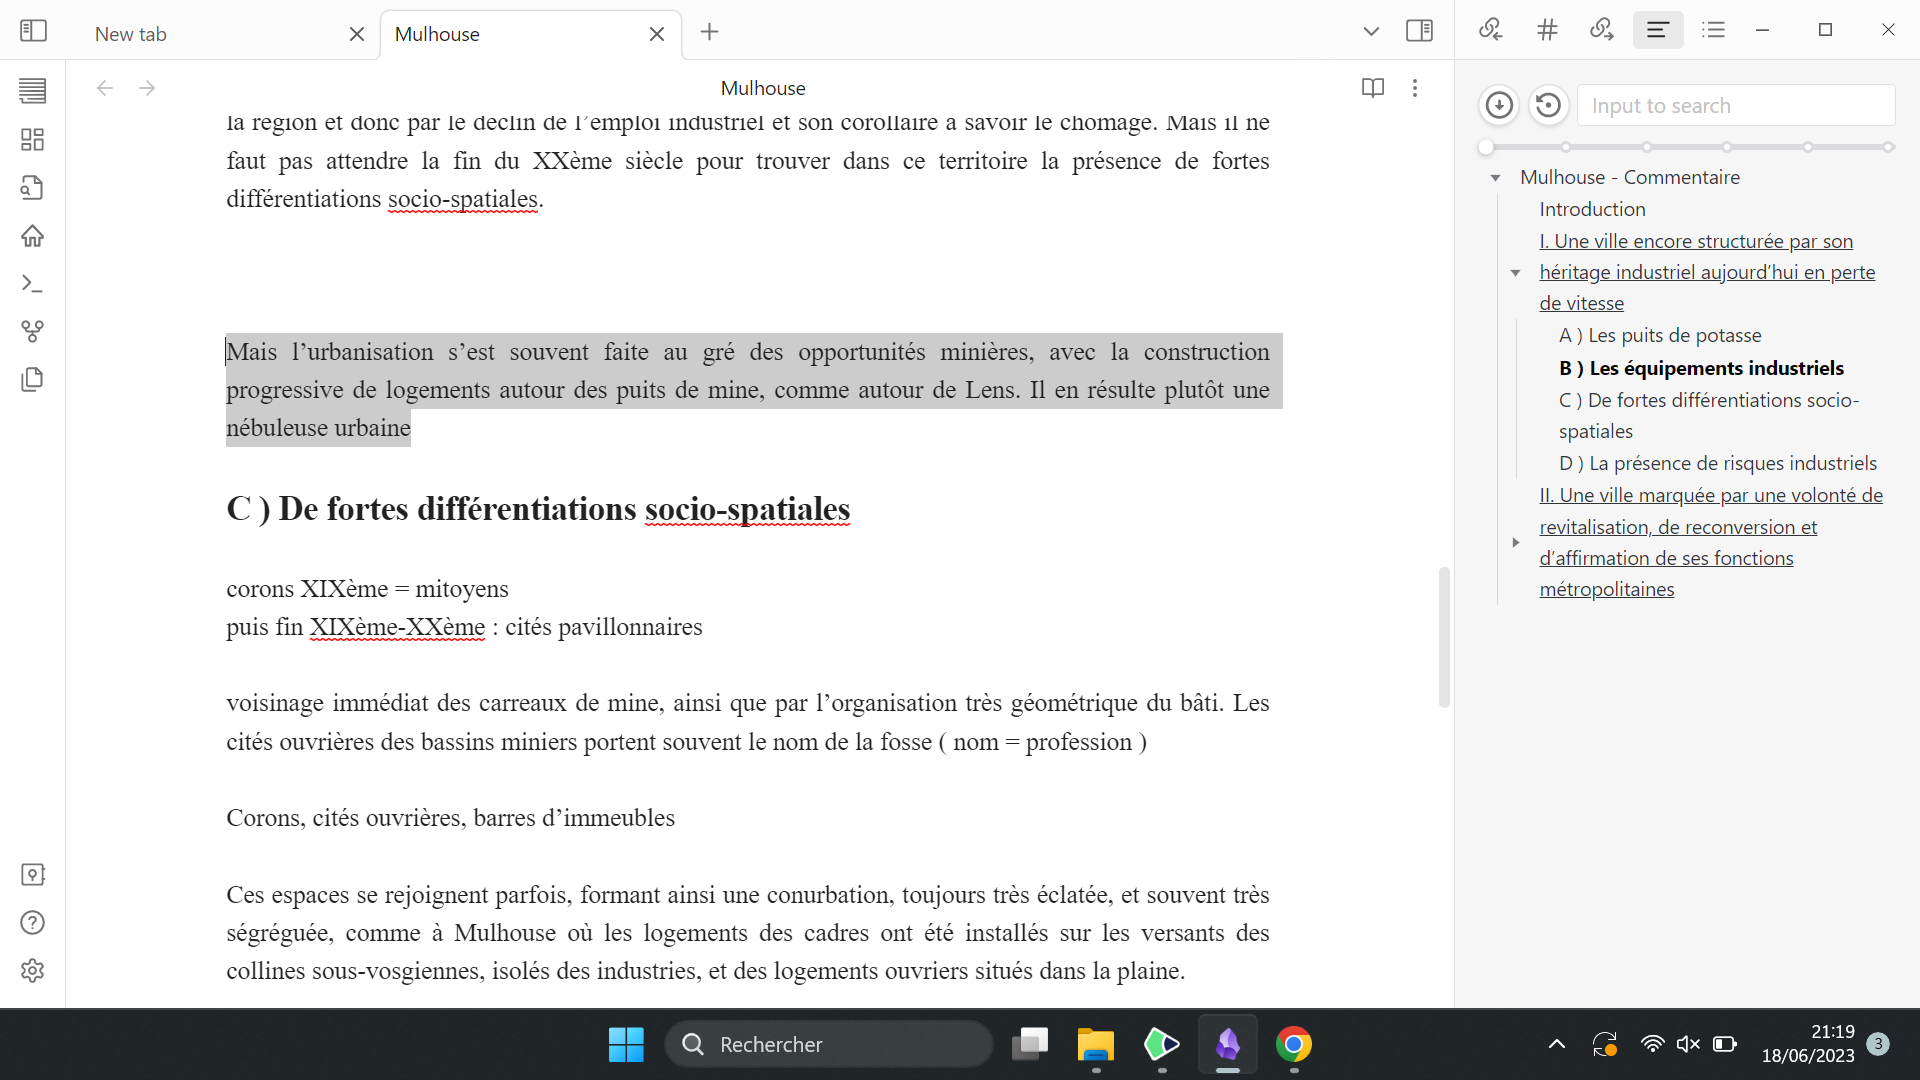 New tab
Mulhouse
Mulhouse
Input to search
la région et donc par le déclin de l’emploi industriel et son corollaire à savoir le chomage. Mais il ne
faut pas attendre la fin du XXème siècle pour trouver dans ce territoire la présence de fortes
différentiations socio-spatiales.
Mais l’urbanisation s’est souvent faite au gré des opportunités minières, avec la construction
progressive de logements autour des puits de mine, comme autour de Lens. Il en résulte plutôt une
nébuleuse urbaine
C ) De fortes différentiations socio-spatiales
corons XIXème = mitoyens
puis fin XIXème-XXème : cités pavillonnaires
voisinage immédiat des carreaux de mine, ainsi que par l’organisation très géométrique du bâti. Les
cités ouvrières des bassins miniers portent souvent le nom de la fosse ( nom = profession )
Corons, cités ouvrières, barres d’immeubles
Ces espaces se rejoignent parfois, formant ainsi une conurbation, toujours très éclatée, et souvent très
ségréguée, comme à Mulhouse où les logements des cadres ont été installés sur les versants des
collines sous-vosgiennes, isolés des industries, et des logements ouvriers situés dans la plaine.
Mulhouse - Commentaire
Introduction
I. Une ville encore structurée par son
héritage industriel aujourd’hui en perte
de vitesse
A ) Les puits de potasse
B ) Les équipements industriels
C ) De fortes différentiations socio-
spatiales
D ) La présence de risques industriels
II. Une ville marquée par une volonté de
revitalisation, de reconversion et
d’affirmation de ses fonctions
métropolitaines
Rechercher
21:19
18/06/2023
3